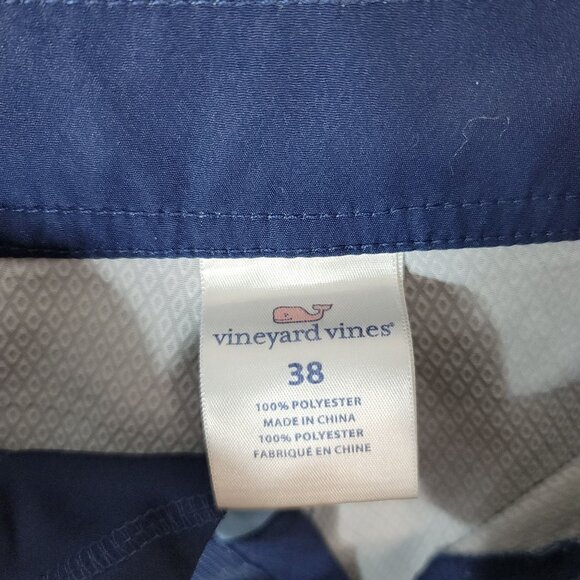 vineyard vines®
38
100% POLYESTER
MADE IN CHINA
100% POLYESTER
FABRIQUÉ EN CHINE